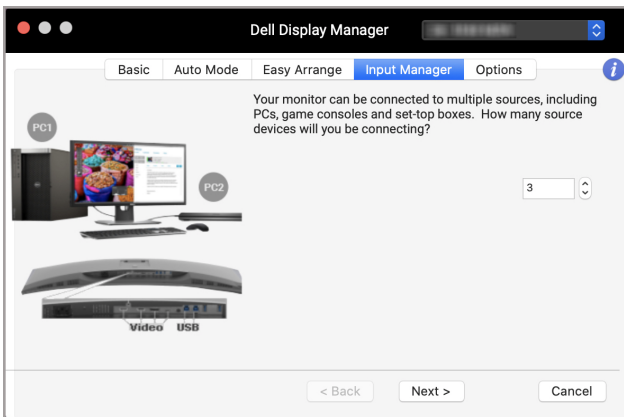 Dell Display Manager
Basic Auto Mode Easy Arrange Input Manager Options
i
Your monitor can be connected to multiple sources, including
PCs, game consoles and set-top boxes. How many source
devices will you be connecting?
PC1
3
PC2
Video USB
< Back Next > Cancel